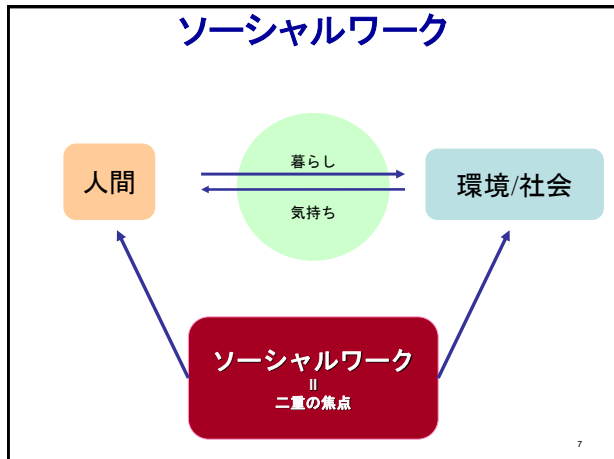 ソーシャルワーク
暮らし
人間
環境/社会
気持ち
ソーシャルワーク
=
二重の焦点
7